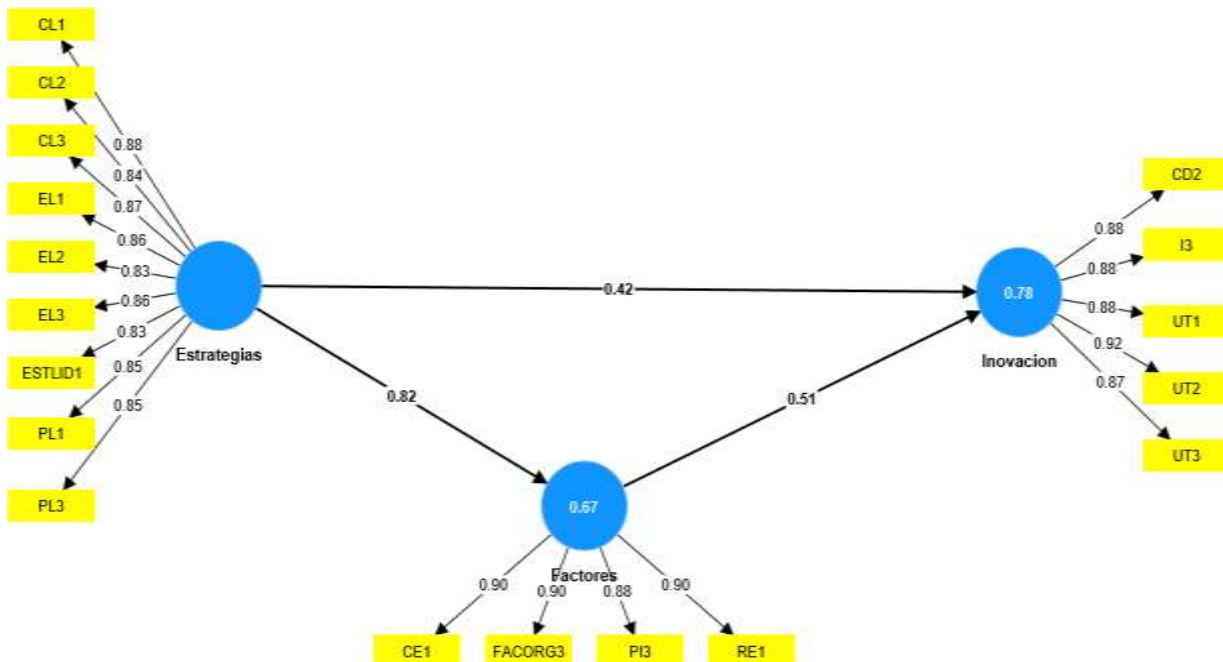 CL1
CL2
CL3
EL1
EL2
EL3
ESTLID1
PL1
PL3
0.88
0.84
0.87
0.86
0.83
0.86
0.83
0.85
0.85
Estrategias
0.42
0.82
0.51
0.67
Factores
0.90
0.90
0.88
0.90
CE1
FACORG3
PI3
RE1
0.78
Inovacion
0.88
0.88
0.88
0.92
0.87
CD2
I3
UT1
UT2
UT3